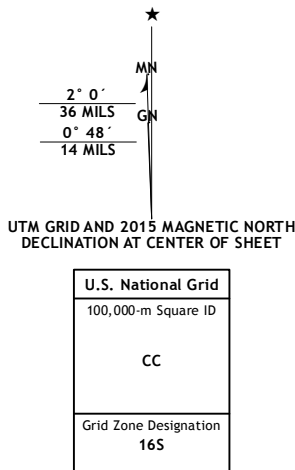 ★
MN
2° 0´
36 MILS
GN
0° 48´
14 MILS
UTM GRID AND 2015 MAGNETIC NORTH
DECLINATION AT CENTER OF SHEET
U.S. National Grid
100,000-m Square ID
CC
Grid Zone Designation
16S